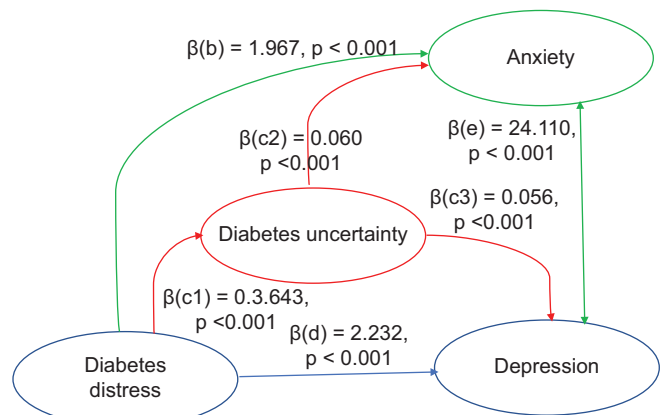 β(b) = 1.967, p < 0.001
Anxiety
β(c2) = 0.060
p <0.001
β(e) = 24.110,
p < 0.001
β(c3) = 0.056,
p <0.001
Diabetes uncertainty
β(c1) = 0.3.643,
p <0.001
β(d) = 2.232,
p < 0.001
Diabetes
distress
Depression